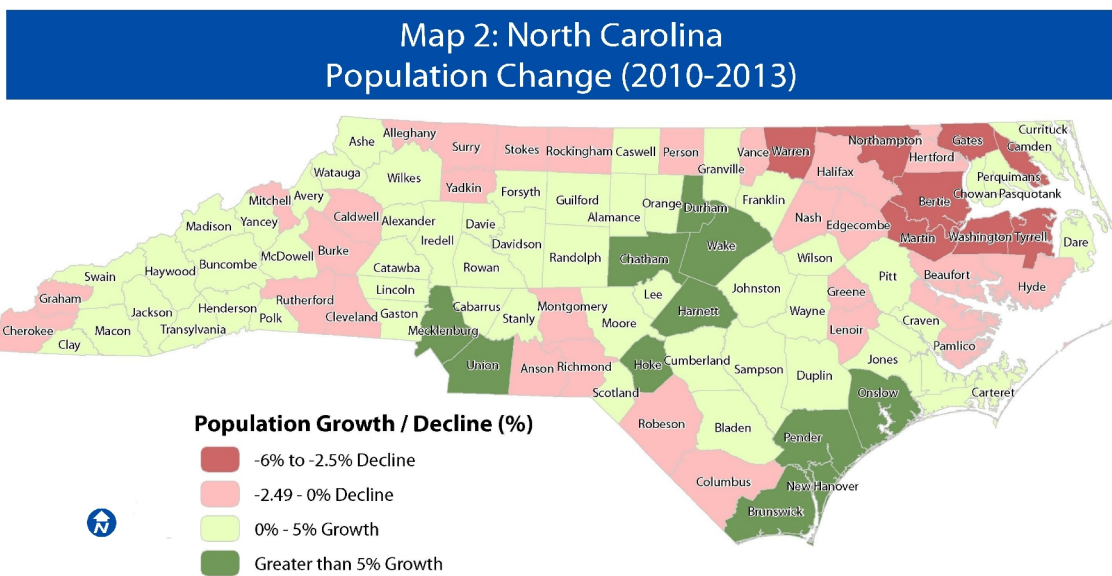 Map 2: North Carolina
Population Change (2010-2013)
Currituck
Alleghany
Northampton
Gates
Ashe
Camden
Surry
Stokes Rockingham Caswell Person
Vance Warren
Hertford
Granville
Halifax
Perquimans
Watauga
Wilkes
Yadkin
Forsyth
Chowan Pasquotank
Mitchell Avery
Guilford
Orange Durham
Franklin
Bertie
Caldwell
Alexander
Davie
Alamance
Nash
Madison
Yancey
Edgecombe
Iredell
Davidson
Martin
Washington
Tyrrell
Dare
Burke
McDowell
Buncombe
Haywood
Swain
Catawba
Rowan
Randolph
Chatham
Wake
Wilson
Pitt
Beaufort
Hyde
Graham
Lincoln
Lee
Johnston
Greene
Rutherford
Henderson
Jackson
Cabarrus
Montgomery
Cherokee
Macon
Transylvania
Polk
Cleveland
Gaston
Stanly
Moore
Harnett
Wayne
Craven
Clay
Mecklenburg
Lenoir
Pamlico
Union
Anson Richmond
Hoke
Cumberland
Sampson
Duplin
Jones
Scotland
Onslow
Carteret
Robeson
Bladen
Pender
Columbus
New Hanover
Brunswick
Population Growth / Decline (%)
-6% to -2.5% Decline
-2.49 - 0% Decline
0% - 5% Growth
Greater than 5% Growth
N